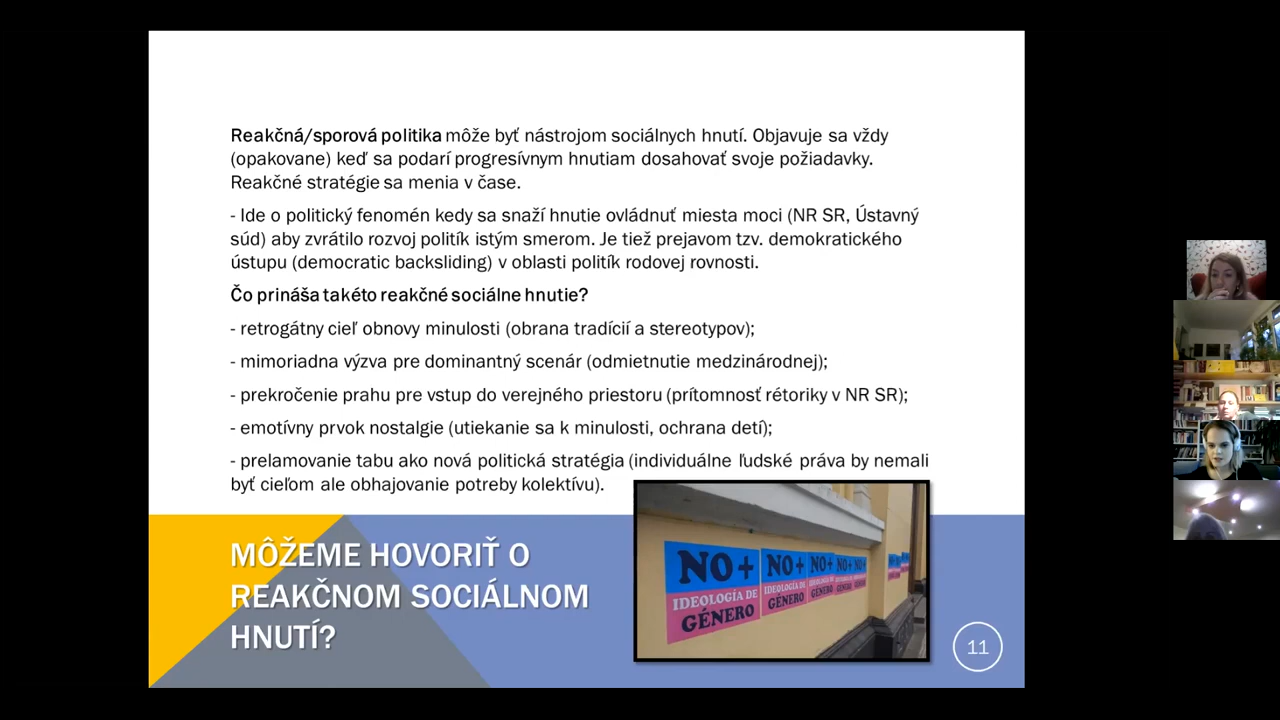 Reakčná/sporová politika môže byť nástrojom sociálnych hnutí. Objavuje sa vždy
(opakovane) keď sa podarí progresívnym hnutiam dosahovať svoje požiadavky.
Reakčné stratégie sa menia v čase.
- Ide o politický fenomén kedy sa snaží hnutie ovládnuť miesta moci (NR SR, Ústavný
súd) aby zvrátilo rozvoj politík istým smerom. Je tiež prejavom tzv. demokratického
ústupu (democratic backsliding) v oblasti politík rodovej rovnosti.
Čo prináša takéto reakčné sociálne hnutie?
- retrogátny cieľ obnovy minulosti (obrana tradícií a stereotypov);
- mimoriadna výzva pre dominantný scenár (odmietnutie medzinárodnej);
- prekročenie prahu pre vstup do verejného priestoru (prítomnosť rétoriky v NR SR);
- emotívny prvok nostalgie (utiekanie sa k minulosti, ochrana detí);
- prelamovanie tabu ako nová politická stratégia (individuálne ľudské práva by nemali
byť cieľom ale obhajovanie potreby kolektívu).
MÔŽEME HOVORIŤ O
REAKČNOM SOCIÁLNOM
HNUTÍ?
NO+
IDEOLOGÍA DE
GÉNERO
NO+
IDEOLOGÍA DE
GÉNERO
NO+
GÉNERO
NO+
NO+
11